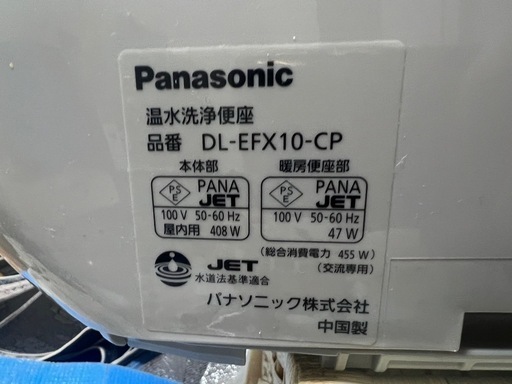 Panasonic
温水洗浄便座
品番 DL-EFX10-CP
本体部 暖房便座部
PSE PANA JET
100 V 50-60 Hz
屋内用 408 W
PSE PANA JET
100 V 50-60 Hz
47 W
(総合消費電力 455 W)
(交流専用)
JET
水道法基準適合
パナソニック株式会社
中国製